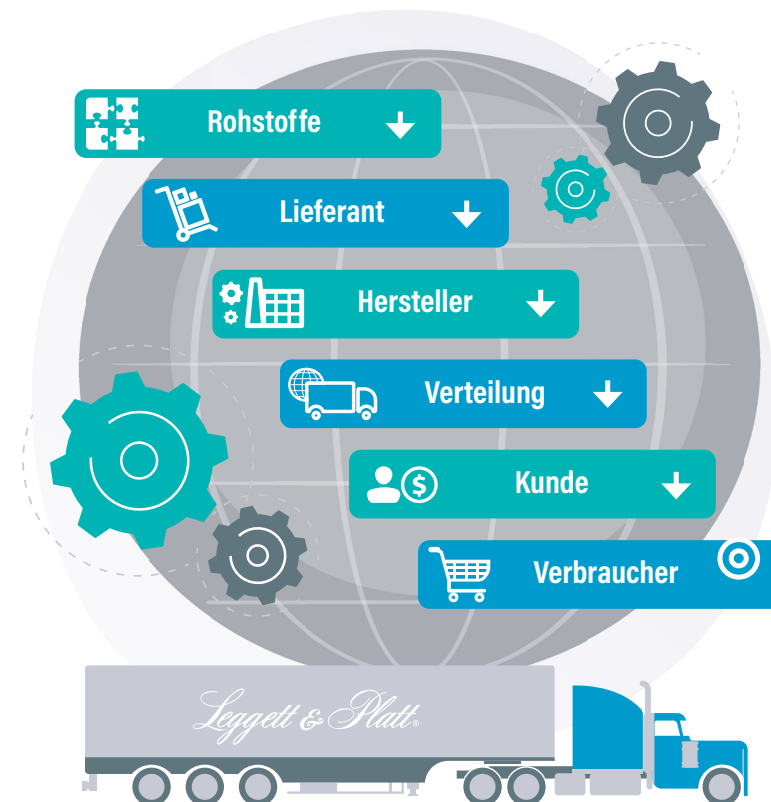 Rohstoffe
Lieferant
Hersteller
Verteilung
$
Kunde
Verbraucher
Leggett & Platt®